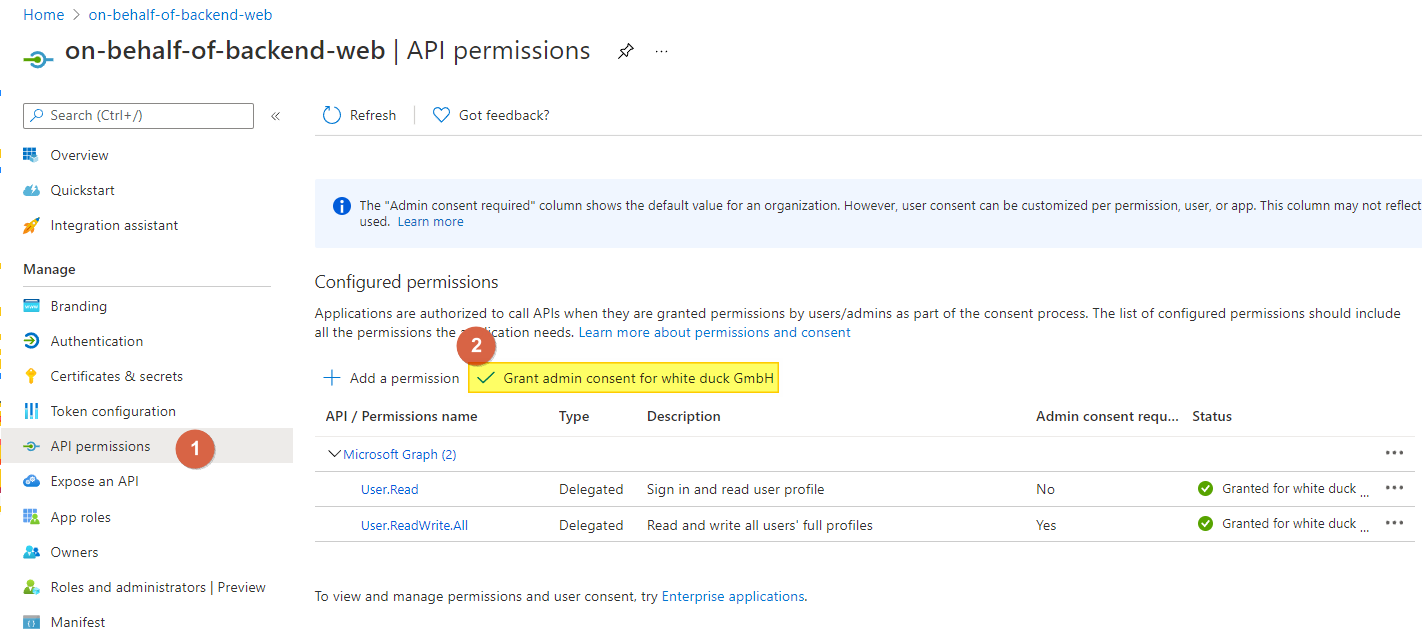 Home > on-behalf-of-backend-web
on-behalf-of-backend-web | API permissions ...
Search (Ctrl+/) «
Refresh Got feedback?
Overview
Quickstart
Integration assistant
Manage
Branding
Authentication
Certificates & secrets
Token configuration
API permissions 1
Expose an API
App roles
Owners
Roles and administrators | Preview
Manifest
The "Admin consent required" column shows the default value for an organization. However, user consent can be customized per permission, user, or app. This column may not reflect
used. Learn more
Configured permissions
Applications are authorized to call APIs when they are granted permissions by users/admins as part of the consent process. The list of configured permissions should include
all the permissions the application needs. Learn more about permissions and consent
2
+ Add a permission Grant admin consent for white duck GmbH
API / Permissions name Type Description Admin consent requ... Status
Microsoft Graph (2) ...
User.Read Delegated Sign in and read user profile No Granted for white duck ... ...
User.ReadWrite.All Delegated Read and write all users' full profiles Yes Granted for white duck ... ...
To view and manage permissions and user consent, try Enterprise applications.